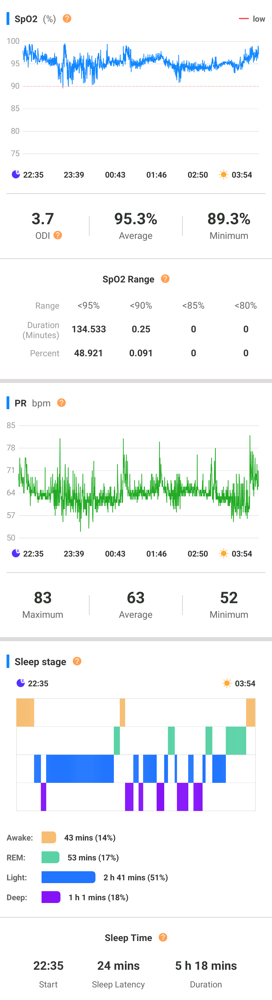 SpO2 (%) ?
low
100
95
90
85
80
75
22:35 23:39 00:43 01:46 02:50 03:54
3.7 95.3% 89.3%
ODI ? Average Minimum
SpO2 Range ?
Range <95% <90% <85% <80%
Duration
(Minutes) 134.533 0.25 0 0
Percent 48.921 0.091 0 0
PR bpm ?
85
78
71
64
57
50
22:35 23:39 00:43 01:46 02:50 03:54
83 63 52
Maximum Average Minimum
Sleep stage ?
22:35 03:54
Awake: 43 mins (14%)
REM: 53 mins (17%)
Light: 2 h 41 mins (51%)
Deep: 1 h 1 mins (18%)
Sleep Time ?
22:35 24 mins 5 h 18 mins
Start Sleep Latency Duration